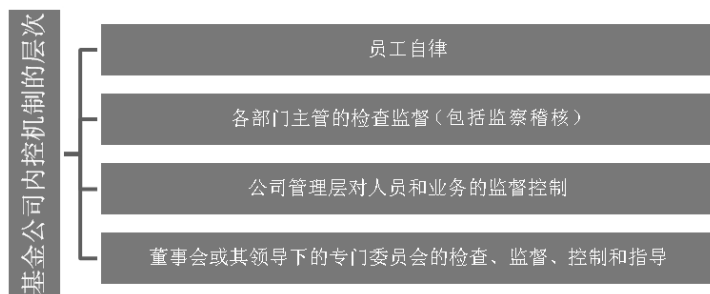 基金公司内控机制的层次
员工自律
各部门主管的检查监督(包括监察稽核)
公司管理层对人员和业务的监督控制
董事会或其领导下的专门委员会的检查、监督、控制和指导